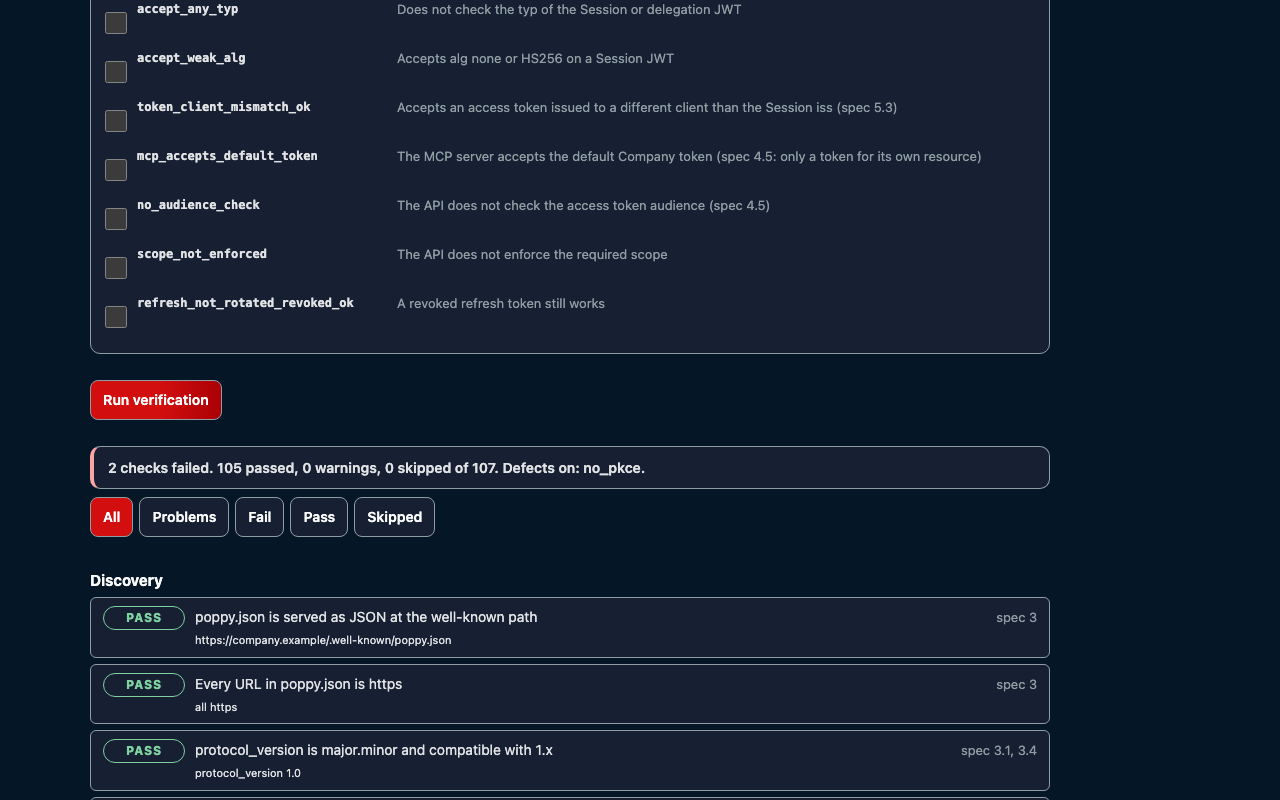 accept_any_typ Does not check the typ of the Session or delegation JWT
accept_weak_alg Accepts alg none or HS256 on a Session JWT
token_client_mismatch_ok Accepts an access token issued to a different client than the Session iss (spec 5.3)
mcp_accepts_default_token The MCP server accepts the default Company token (spec 4.5: only a token for its own resource)
no_audience_check The API does not check the access token audience (spec 4.5)
scope_not_enforced The API does not enforce the required scope
refresh_not_rotated_revoked_ok A revoked refresh token still works
Run verification
2 checks failed. 105 passed, 0 warnings, 0 skipped of 107. Defects on: no_pkce.
All Problems Fail Pass Skipped
Discovery
PASS poppy.json is served as JSON at the well-known path spec 3
https://company.example/.well-known/poppy.json
PASS Every URL in poppy.json is https spec 3
all https
PASS protocol_version is major.minor and compatible with 1.x spec 3.1, 3.4
protocol_version 1.0